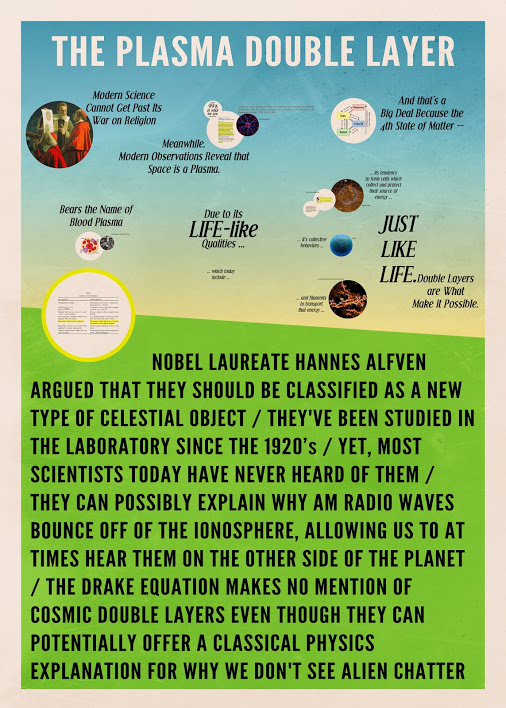 THE PLASMA DOUBLE LAYER
Modern Science
Cannot Get Past Its
War on Religion
Meanwhile,
Modern Observations Reveal that
Space is a Plasma.
And that's a
Big Deal Because the
4th State of Matter --
Bears the Name of
Blood Plasma
Due to its
LIFE-like
Qualities ...
... which today
include ...
... Its tendency
to form cells which
collect and protect
their source of
energy ...
... it's collective
behaviors ...
... and filaments
to transport
that energy ...
JUST
LIKE
LIFE.
Double Layers
are What
Make it Possible.
NOBEL LAUREATE HANNES ALFVEN
ARGUED THAT THEY SHOULD BE CLASSIFIED AS A NEW
TYPE OF CELESTIAL OBJECT / THEY'VE BEEN STUDIED IN
THE LABORATORY SINCE THE 1920's / YET, MOST
SCIENTISTS TODAY HAVE NEVER HEARD OF THEM /
THEY CAN POSSIBLY EXPLAIN WHY AM RADIO WAVES
BOUNCE OFF OF THE IONOSPHERE, ALLOWING US TO AT
TIMES HEAR THEM ON THE OTHER SIDE OF THE PLANET
/ THE DRAKE EQUATION MAKES NO MENTION OF
COSMIC DOUBLE LAYERS EVEN THOUGH THEY CAN
POTENTIALLY OFFER A CLASSICAL PHYSICS
EXPLANATION FOR WHY WE DON'T SEE ALIEN CHATTER